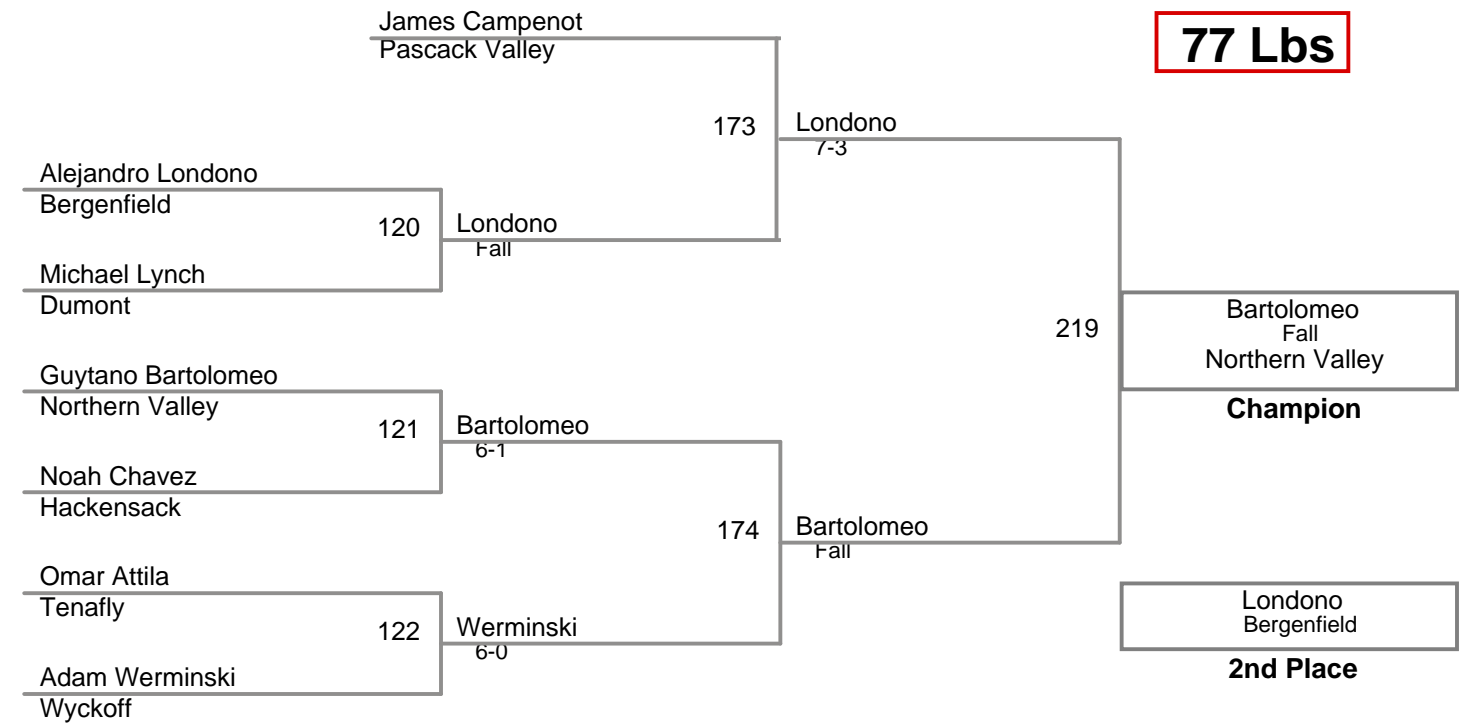 James Campenot
Pascack Valley
77 Lbs
173
Londono
7-3
Alejandro Londono
Bergenfield
120
Londono
Fall
Michael Lynch
Dumont
219
Bartolomeo
Fall
Northern Valley
Champion
Guytano Bartolomeo
Northern Valley
121
Bartolomeo
6-1
Noah Chavez
Hackensack
174
Bartolomeo
Fall
Omar Attila
Tenafly
122
Werminski
6-0
Adam Werminski
Wyckoff
Londono
Bergenfield
2nd Place